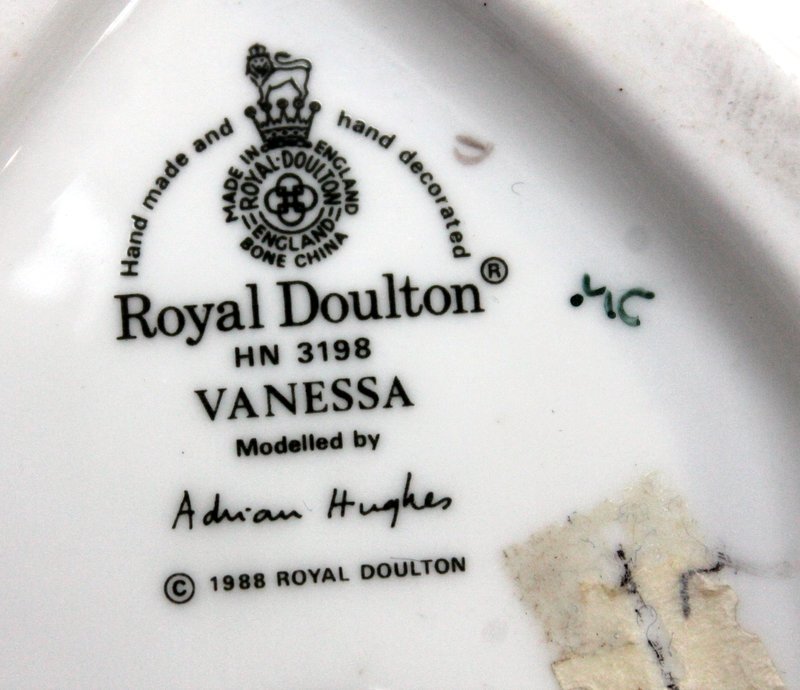 Hand made and hand decorated
MADE IN ENGLAND
ROYAL·DOULTON
ENGLAND
BONE CHINA
Royal Doulton®
HN 3198
VANESSA
Modelled by
Adrian Hughes
© 1988 ROYAL DOULTON